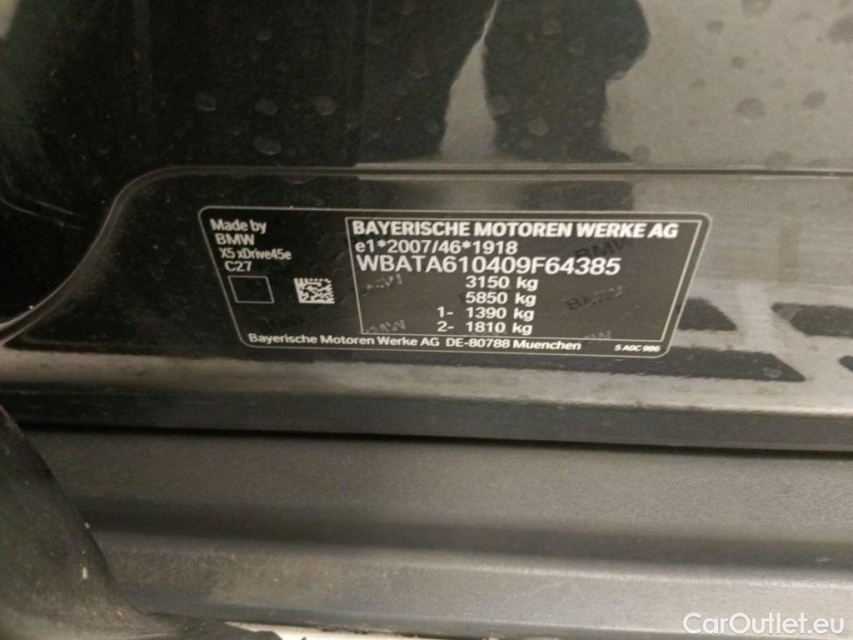 Made by
BMW
X5 xDrive45e
C27
BAYERISCHE MOTOREN WERKE AG
e1*2007/46*1918
WBATA610409F64385
3150 kg
5850 kg
1- 1390 kg
2- 1810 kg
Bayerische Motoren Werke AG DE-80788 Muenchen
5 A0C 986
CarOutlet.eu